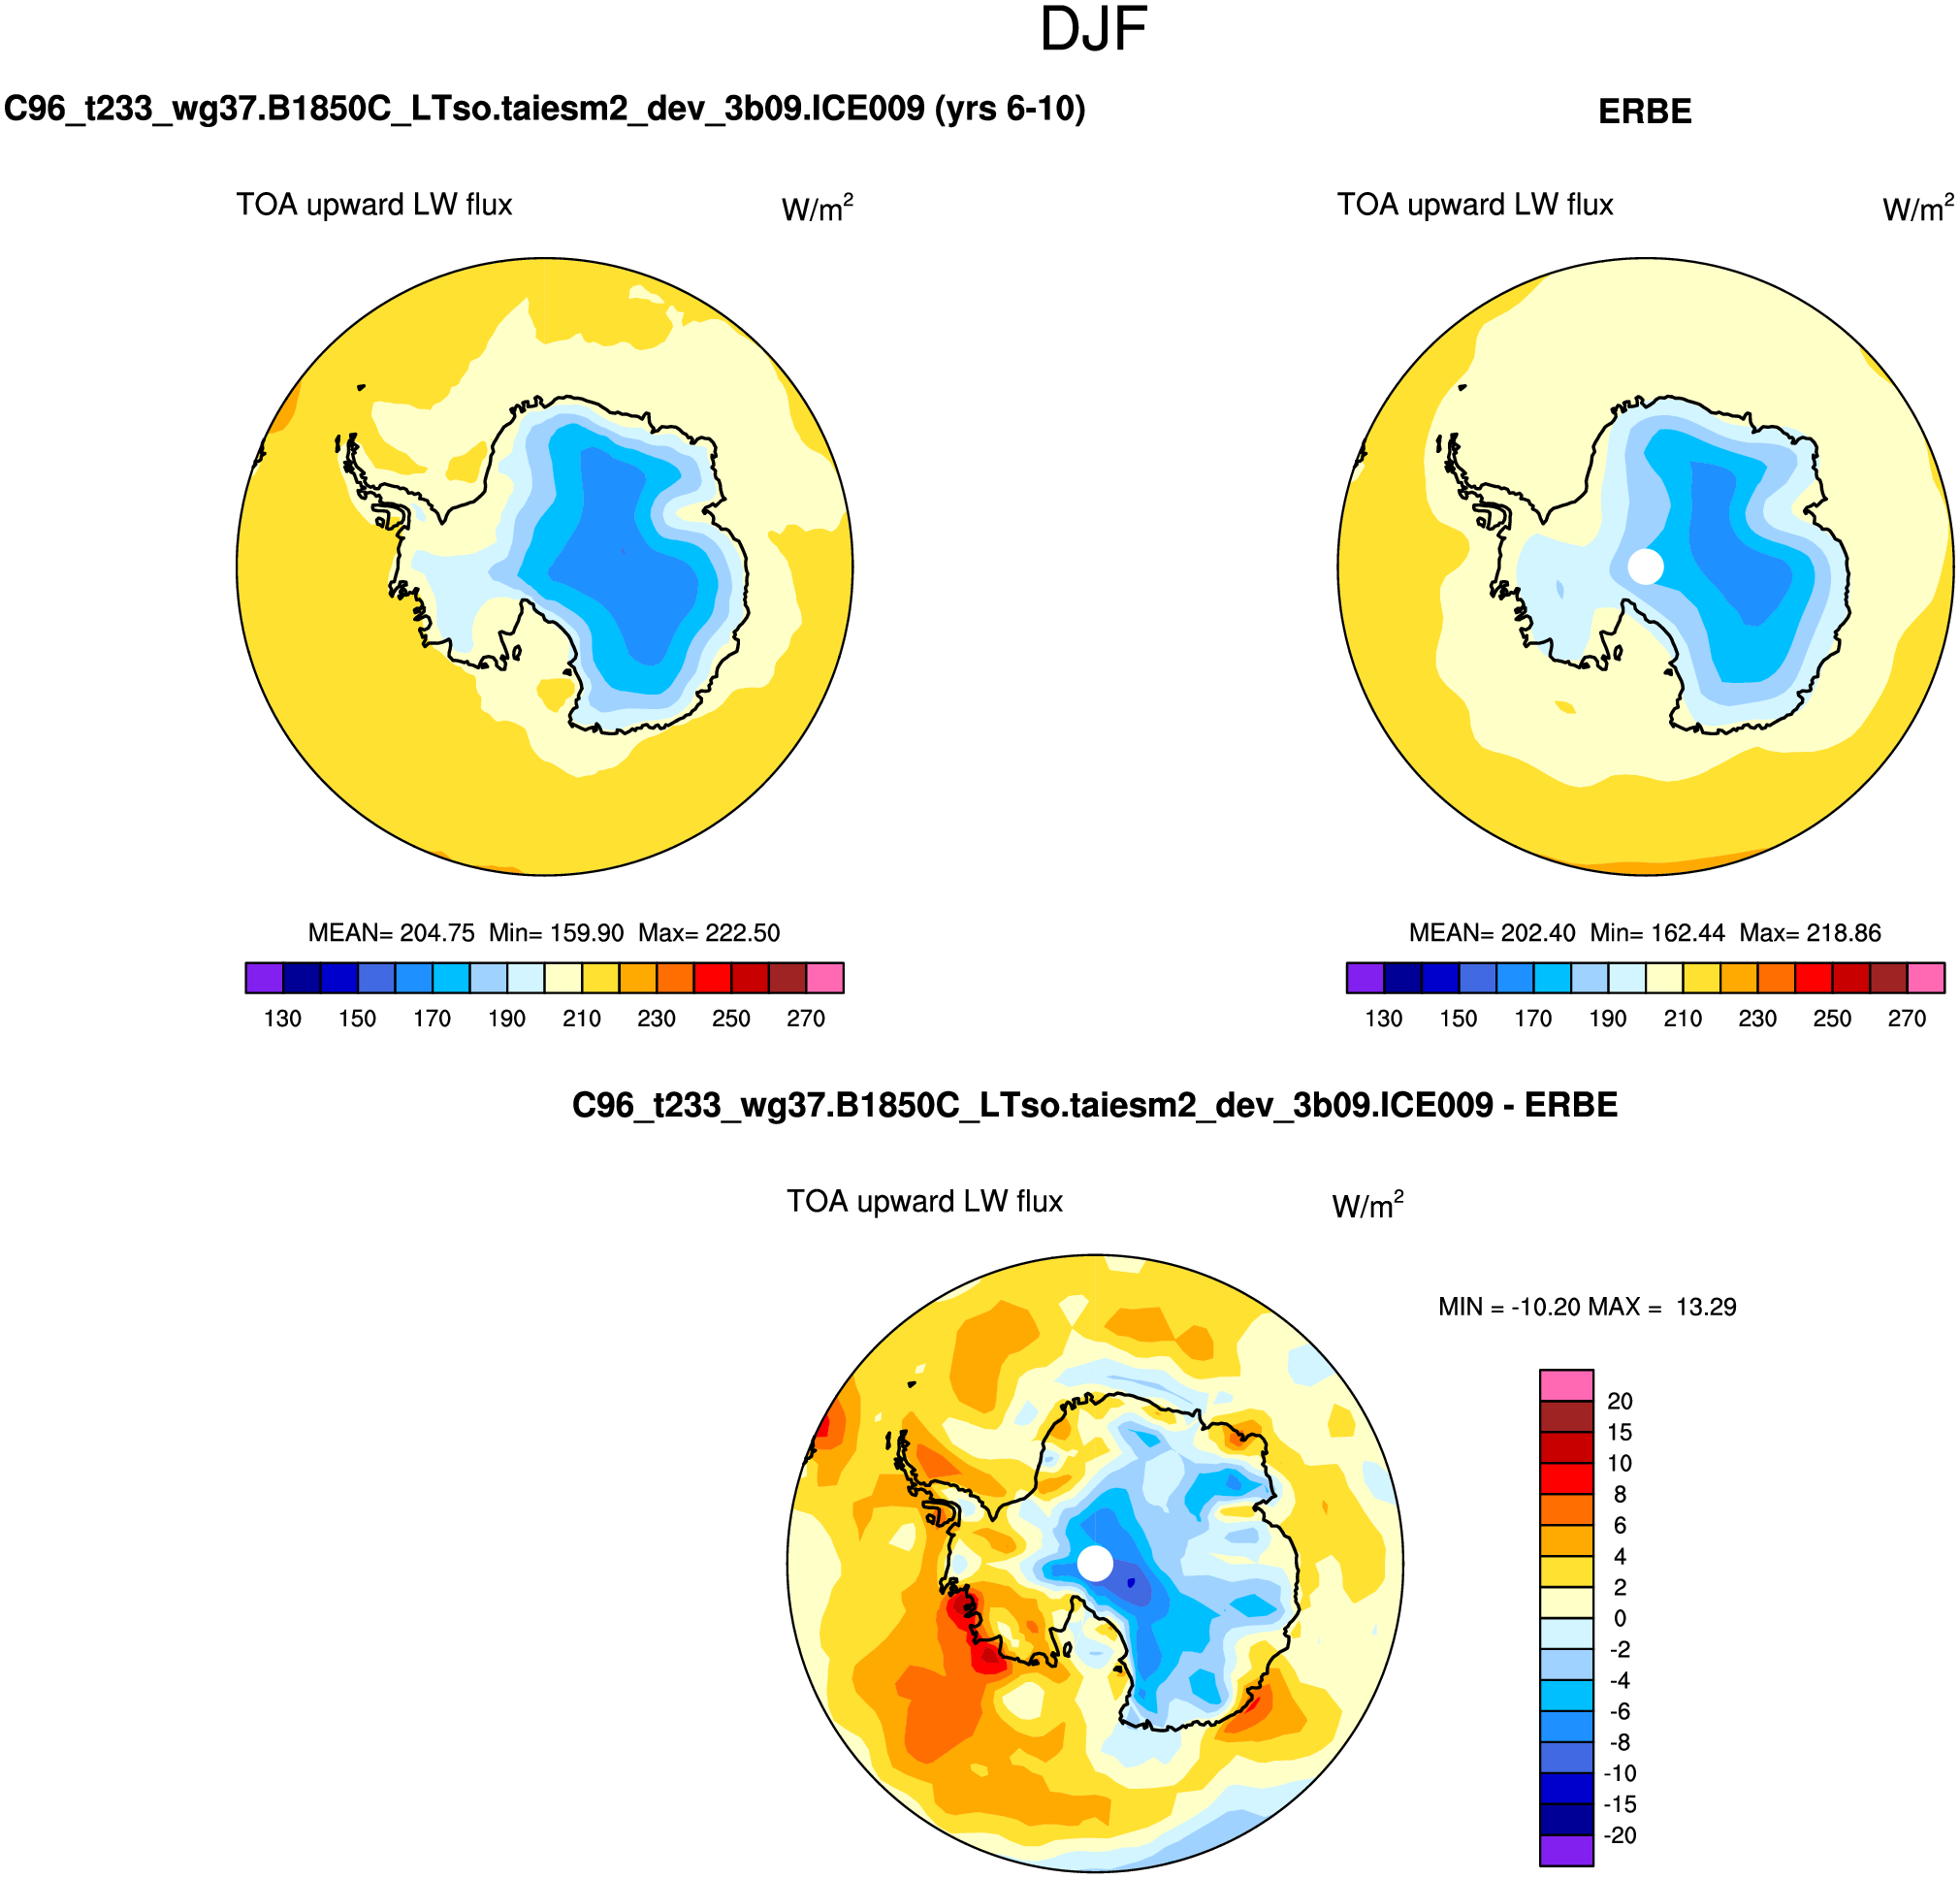 DJF
C96_t233_wg37.B1850C_LTso.taiesm2_dev_3b09.ICE009 (yrs 6-10)
ERBE
TOA upward LW flux W/m2
TOA upward LW flux W/m2
MEAN= 204.75 Min= 159.90 Max= 222.50
MEAN= 202.40 Min= 162.44 Max= 218.86
130 150 170 190 210 230 250 270
130 150 170 190 210 230 250 270
C96_t233_wg37.B1850C_LTso.taiesm2_dev_3b09.ICE009 - ERBE
TOA upward LW flux W/m2
MIN = -10.20 MAX = 13.29
20
15
10
8
6
4
2
0
-2
-4
-6
-8
-10
-15
-20